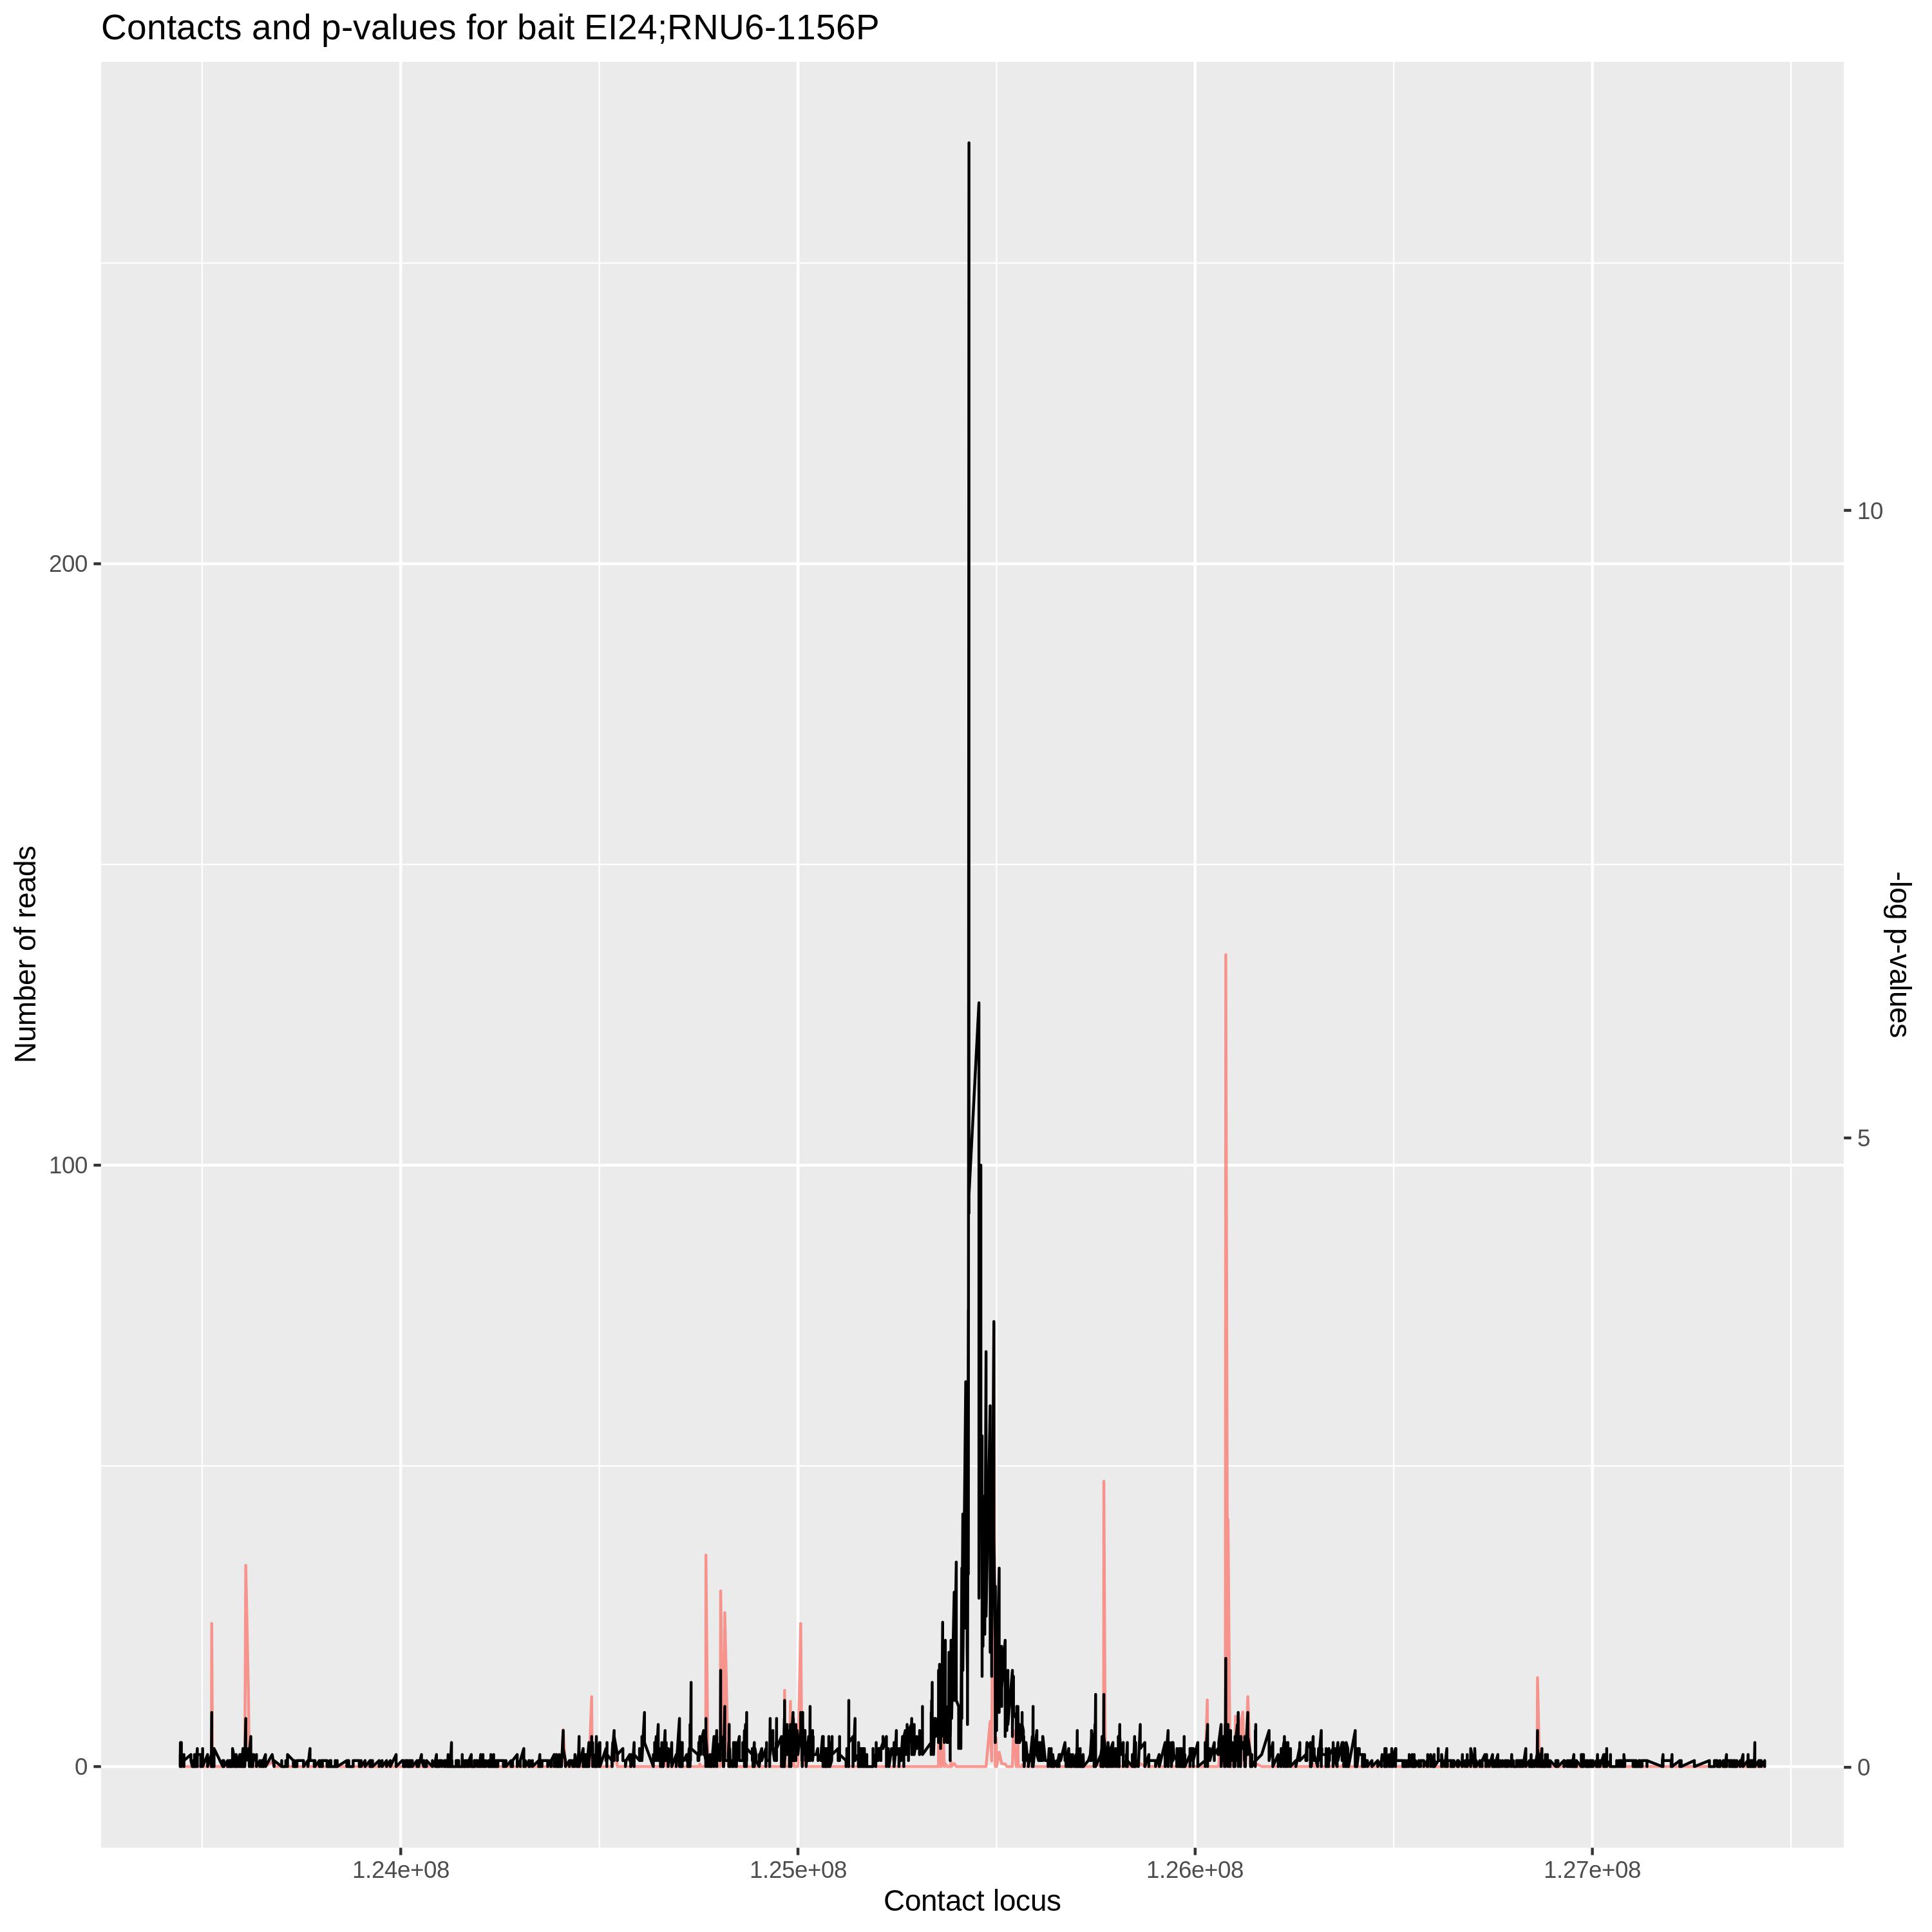 Contacts and p-values for bait EI24;RNU6-1156P
Number of reads
200
100
0
10
5
0
-log p-values
1.24e+08
1.25e+08
1.26e+08
1.27e+08
Contact locus